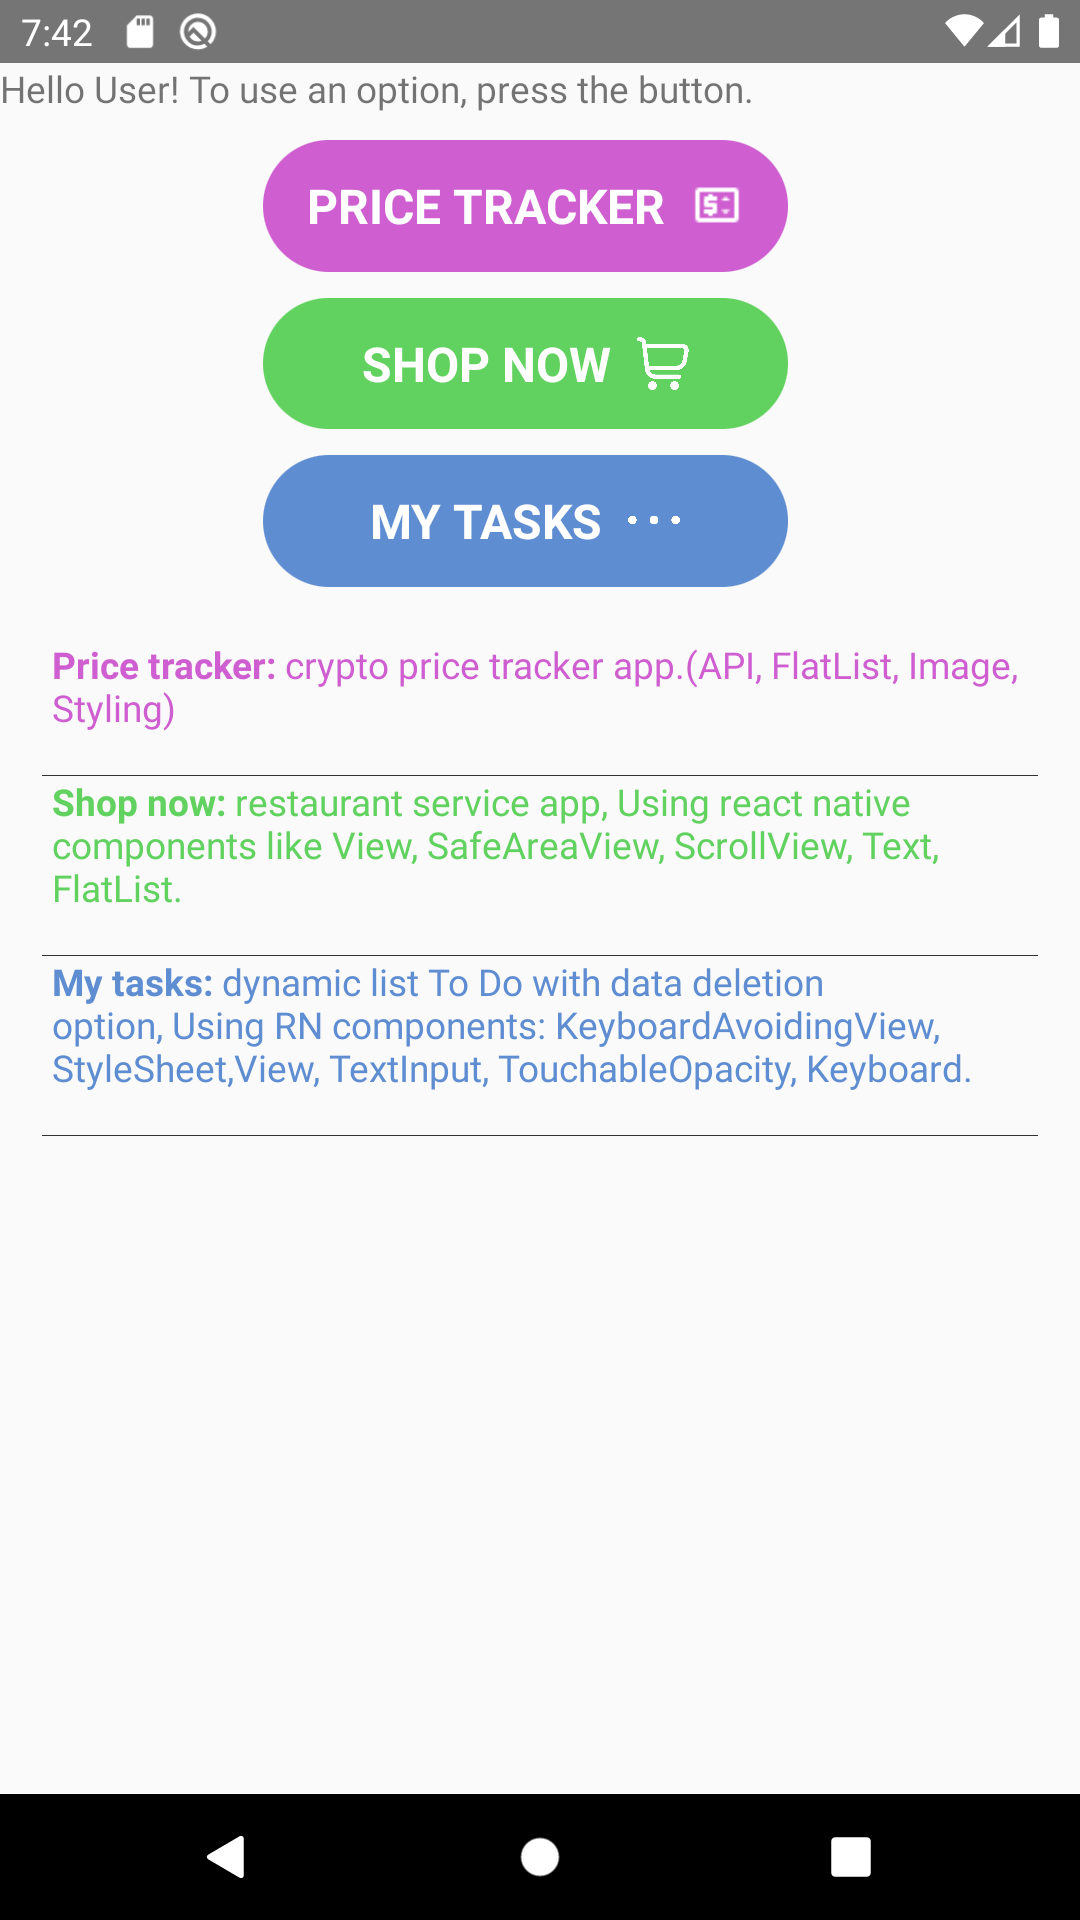 7:42
Hello User! To use an option, press the button.
PRICE TRACKER
SHOP NOW
MY TASKS
Price tracker: crypto price tracker app.(API, FlatList, Image,
Styling)
Shop now: restaurant service app, Using react native
components like View, SafeAreaView, ScrollView, Text,
FlatList.
My tasks: dynamic list To Do with data deletion
option, Using RN components: KeyboardAvoidingView,
StyleSheet,View, TextInput, TouchableOpacity, Keyboard.